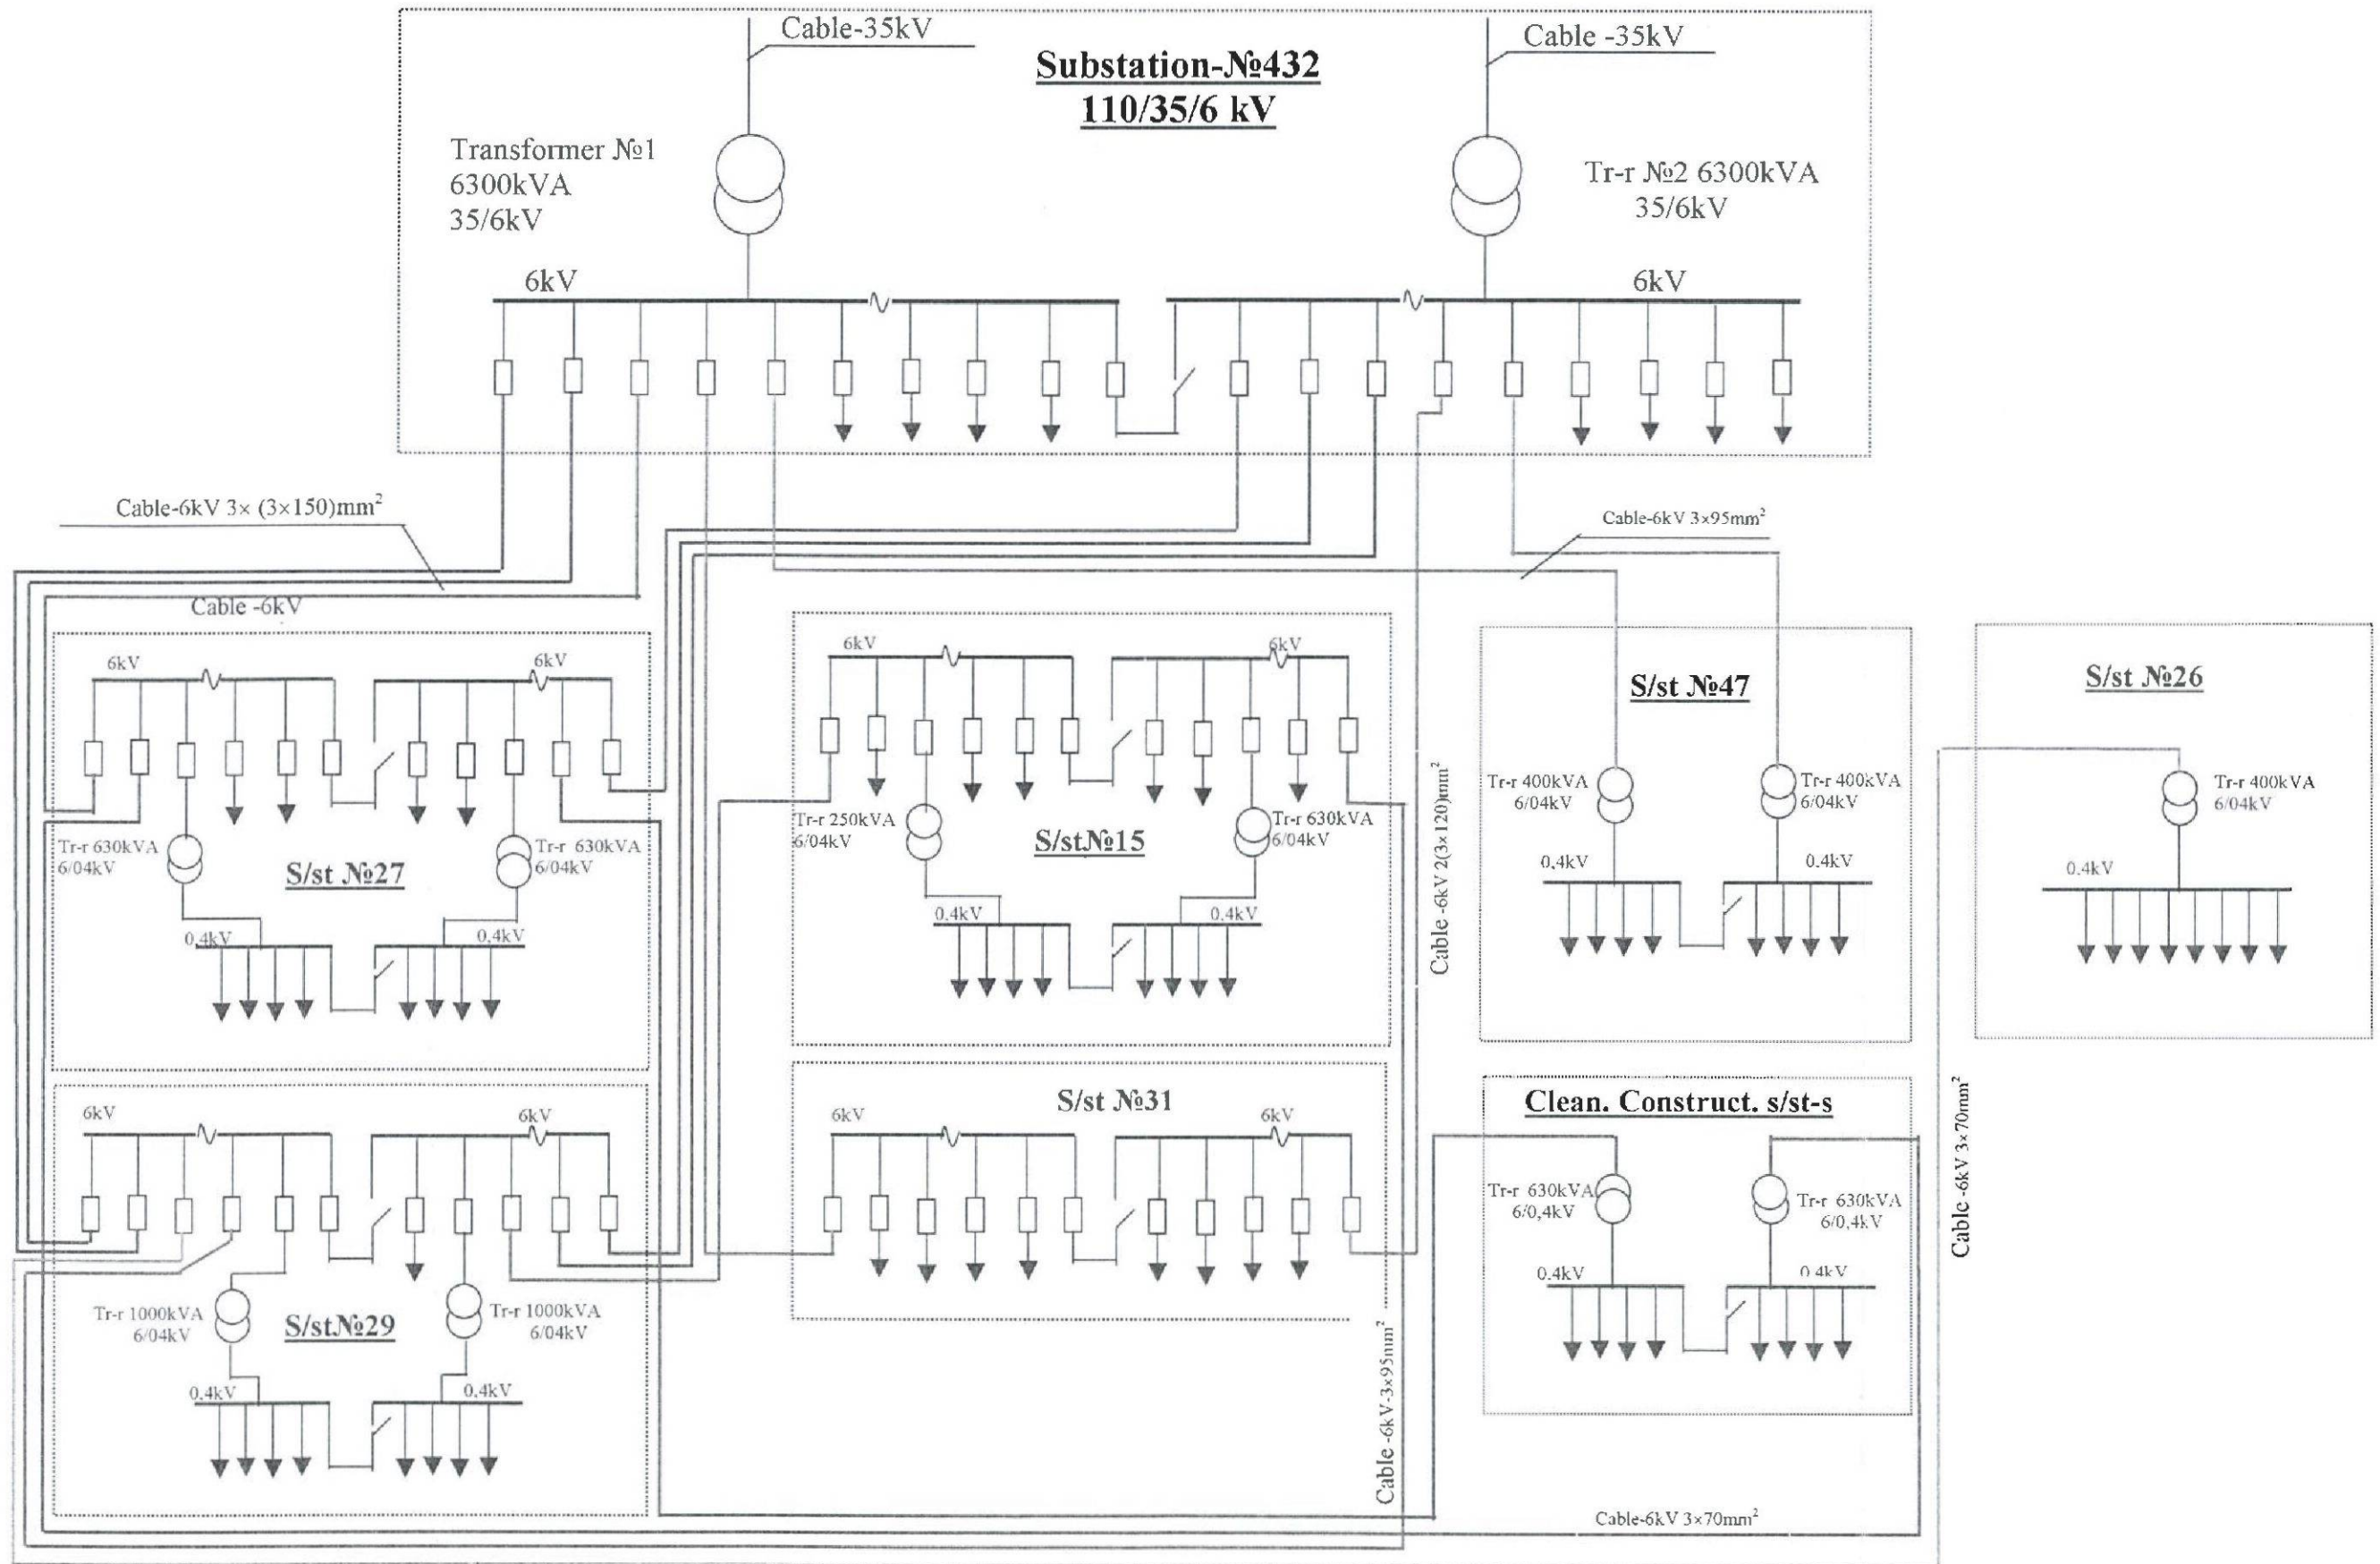 Cable-35kV
Cable -35kV
Substation-№432
110/35/6 kV
Transformer №1
6300kVA
35/6kV
Tr-r №2 6300kVA
35/6kV
6kV
6kV
Cable-6kV 3× (3×150)mm²
Cable-6kV 3×95mm²
Cable -6kV
6kV
6kV
6kV
6kV
S/st №47
S/st №26
Tr-r 630kVA
6/04kV
S/st №27
Tr-r 630kVA
6/04kV
0,4kV
0,4kV
Tr-r 250kVA
6/04kV
S/st№15
Tr-r 630kVA
6/04kV
0.4kV
0.4kV
Cable -6kV 2(3×120)mm²
Tr-r 400kVA
6/04kV
Tr-r 400kVA
6/04kV
0.4kV
0.4kV
Tr-r 400kVA
6/04kV
0.4kV
6kV
6kV
S/st №31
6kV
6kV
Clean. Construct. s/st-s
Tr-r 630kVA
6/0,4kV
Tr-r 630kVA
6/0,4kV
0.4kV
0.4kV
Cable -6kV 3×70mm²
Tr-r 1000kVA
6/04kV
S/st№29
Tr-r 1000kVA
6/04kV
0.4kV
0.4kV
Cable -6kV-3×95mm²
Cable-6kV 3×70mm²